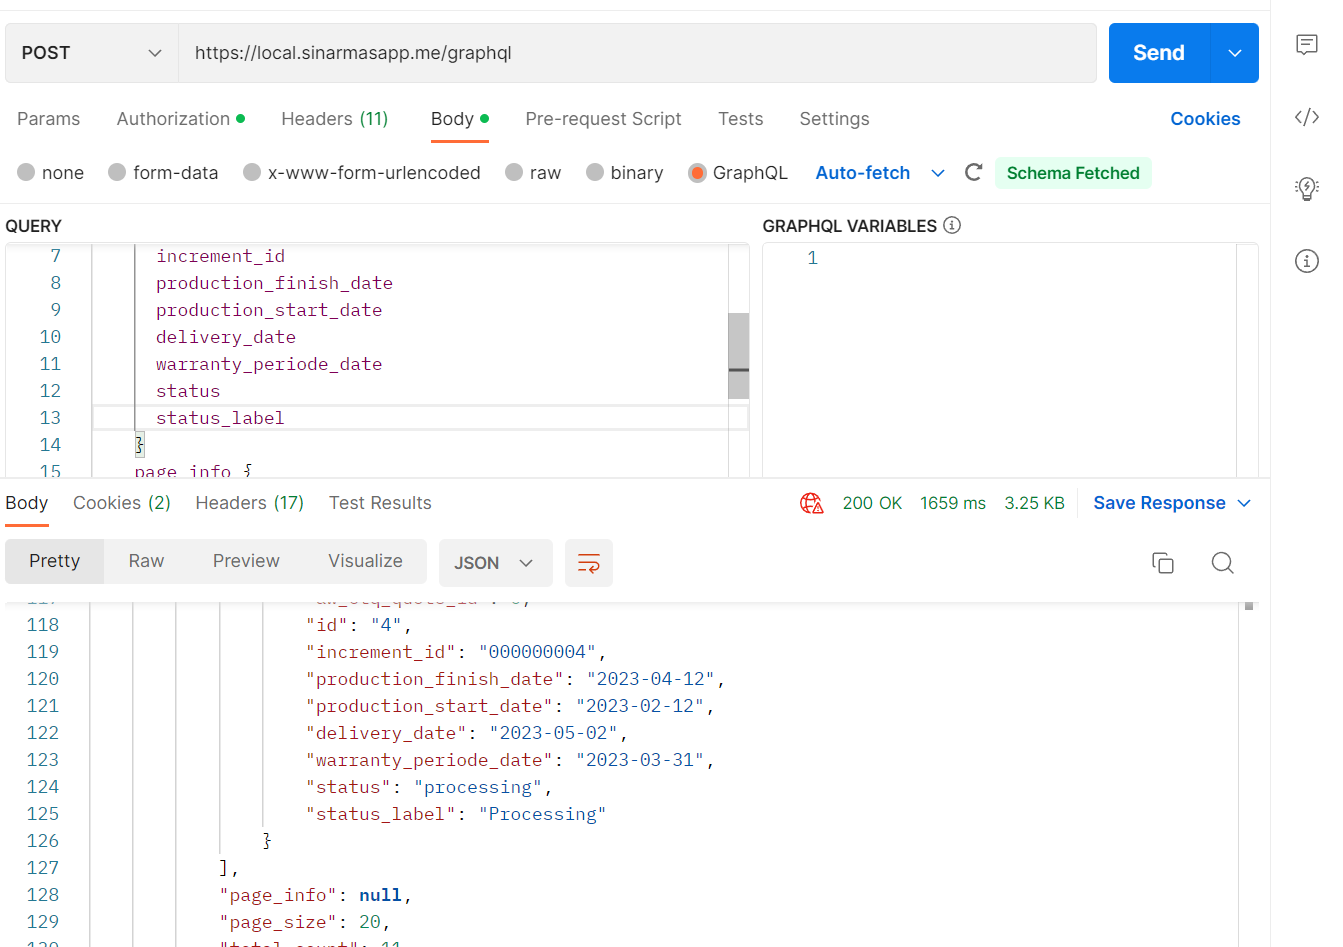 POST https://local.sinarmasapp.me/graphql Send
Params Authorization Headers (11) Body Pre-request Script Tests Settings Cookies
none form-data x-www-form-urlencoded raw binary GraphQL Auto-fetch Schema Fetched
QUERY GRAPHQL VARIABLES
7 increment_id 1
8 production_finish_date
9 production_start_date
10 delivery_date
11 warranty_periode_date
12 status
13 status_label
14 }
15 page_info {
Body Cookies (2) Headers (17) Test Results 200 OK 1659 ms 3.25 KB Save Response
Pretty Raw Preview Visualize JSON
118 "id": "4",
119 "increment_id": "000000004",
120 "production_finish_date": "2023-04-12",
121 "production_start_date": "2023-02-12",
122 "delivery_date": "2023-05-02",
123 "warranty_periode_date": "2023-03-31",
124 "status": "processing",
125 "status_label": "Processing"
126 }
127 ],
128 "page_info": null,
129 "page_size": 20,